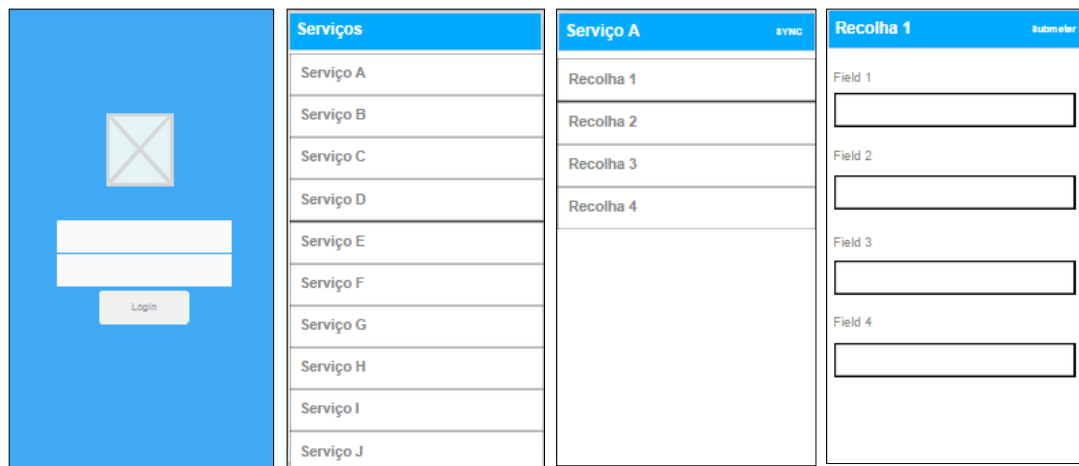 Login
Serviços
Serviço A
Serviço B
Serviço C
Serviço D
Serviço E
Serviço F
Serviço G
Serviço H
Serviço I
Serviço J
Serviço A
SYNC
Recolha 1
Recolha 2
Recolha 3
Recolha 4
Recolha 1
Submeter
Field 1
Field 2
Field 3
Field 4